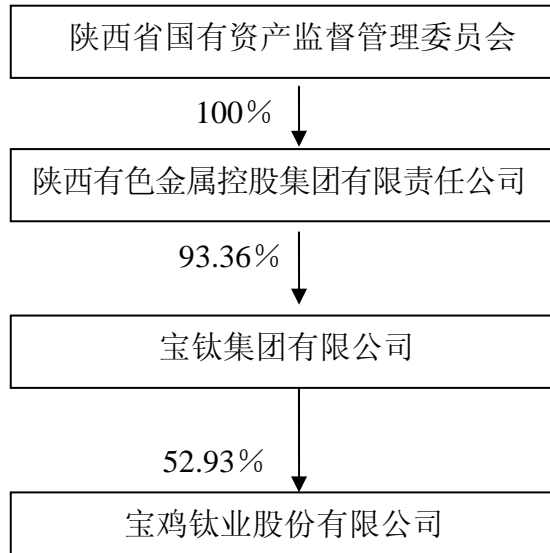 陕西省国有资产监督管理委员会
100％
陕西有色金属控股集团有限责任公司
93.36％
宝钛集团有限公司
52.93％
宝鸡钛业股份有限公司